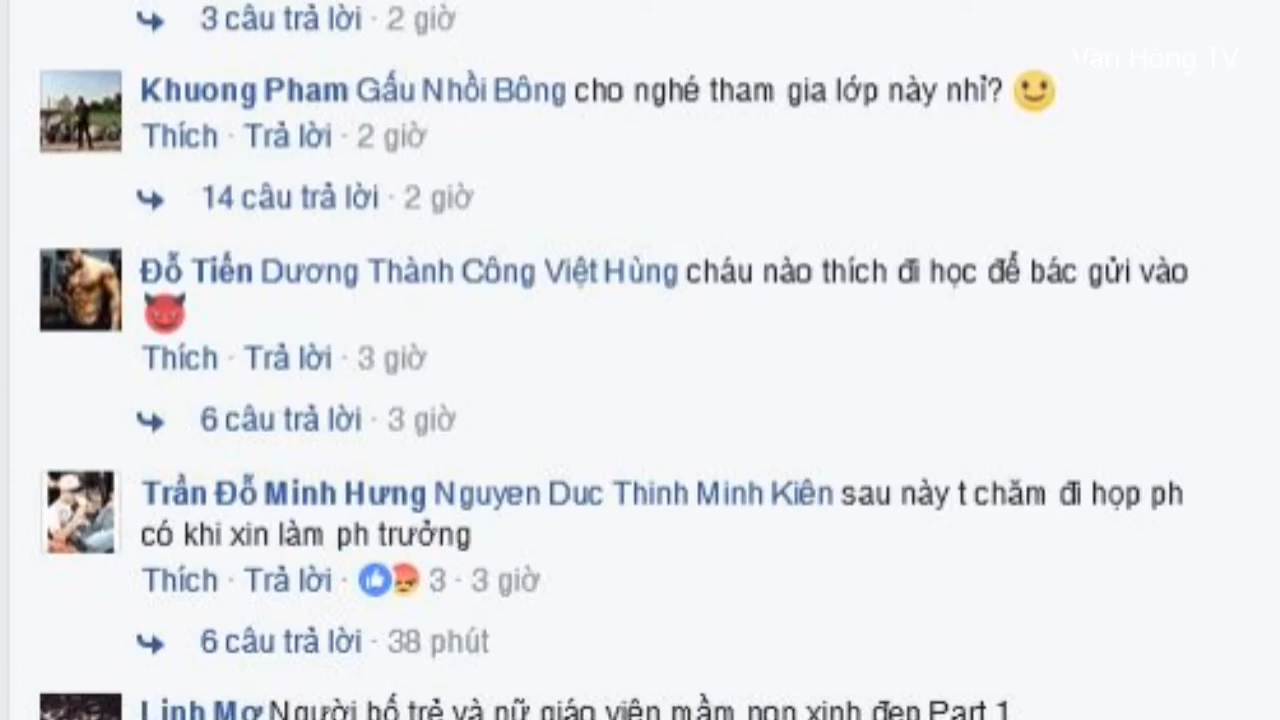 3 câu trả lời · 2 giờ
Văn Hóng TV
Khuong Pham Gấu Nhồi Bông cho nghé tham gia lớp này nhỉ?
Thích · Trả lời · 2 giờ
14 câu trả lời · 2 giờ
Đỗ Tiến Dương Thành Công Việt Hùng cháu nào thích đi học để bác gửi vào
Thích · Trả lời · 3 giờ
6 câu trả lời · 3 giờ
Trần Đỗ Minh Hưng Nguyen Duc Thinh Minh Kiên sau này t chăm đi họp ph
có khi xin làm ph trưởng
Thích · Trả lời · 3 · 3 giờ
6 câu trả lời · 38 phút
Linh Mơ Người bố trẻ và nữ giáo viên mầm non xinh đẹp Part 1